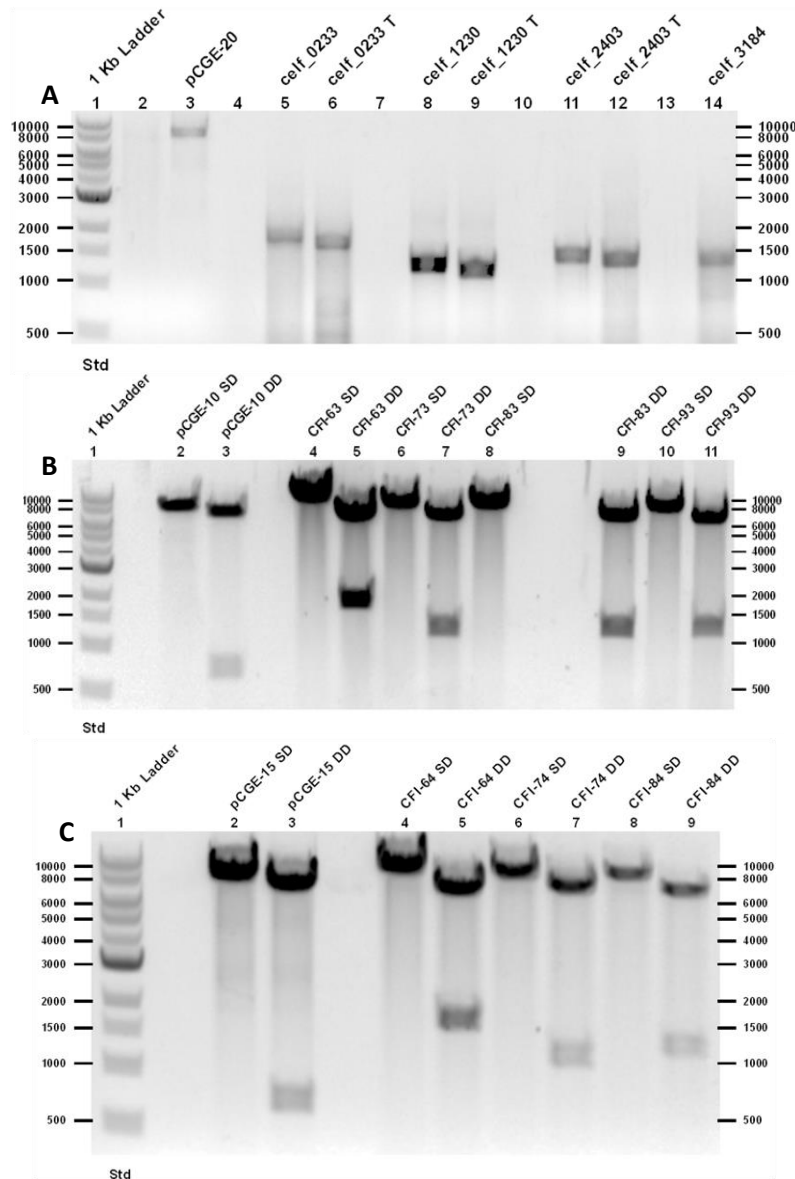 A
1 Kb Ladder pCGE-20 celf_0233 celf_0233 T celf_1230 celf_1230 T celf_2403 celf_2403 T celf_3184
1 2 3 4 5 6 7 8 9 10 11 12 13 14
10000 10000
8000 8000
6000 6000
5000 5000
4000 4000
3000 3000
2000 2000
1500 1500
1000 1000
500 500
Std
B
1 Kb Ladder pCGE-10 SD pCGE-10 DD CFI-63 SD CFI-63 DD CFI-73 SD CFI-73 DD CFI-83 SD CFI-83 DD CFI-93 SD CFI-93 DD
1 2 3 4 5 6 7 8 9 10 11
10000 10000
8000 8000
6000 6000
5000 5000
4000 4000
3000 3000
2000 2000
1500 1500
1000 1000
500 500
Std
C
1 Kb Ladder pCGE-15 SD pCGE-15 DD CFI-64 SD CFI-64 DD CFI-74 SD CFI-74 DD CFI-84 SD CFI-84 DD
1 2 3 4 5 6 7 8 9
10000 10000
8000 8000
6000 6000
5000 5000
4000 4000
3000 3000
2000 2000
1500 1500
1000 1000
500 500
Std